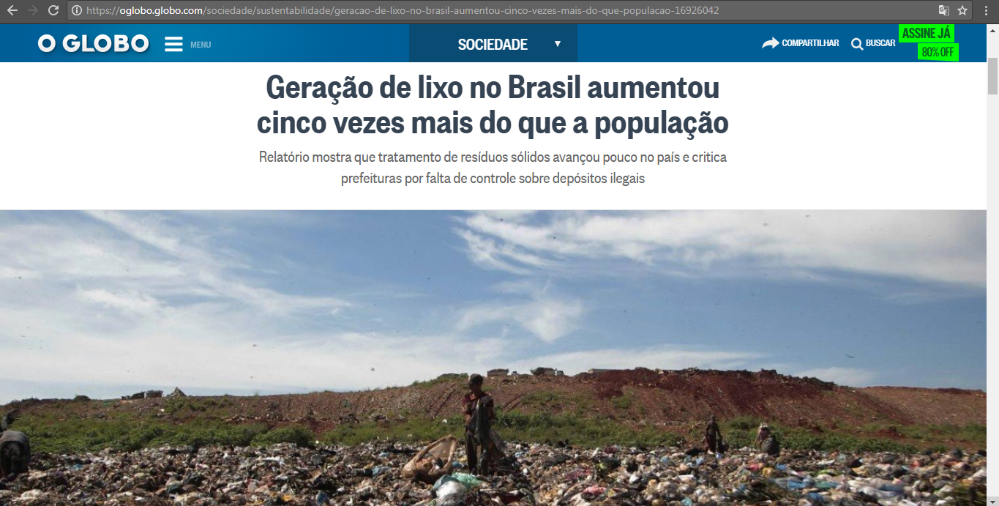 https://oglobo.globo.com/sociedade/sustentabilidade/geracao-de-lixo-no-brasil-aumentou-cinco-vezes-mais-do-que-populacao-16926042
O GLOBO MENU SOCIEDADE COMPARTILHAR BUSCAR ASSINE JÁ
80% OFF
Geração de lixo no Brasil aumentou
cinco vezes mais do que a população
Relatório mostra que tratamento de resíduos sólidos avançou pouco no país e critica
prefeituras por falta de controle sobre depósitos ilegais